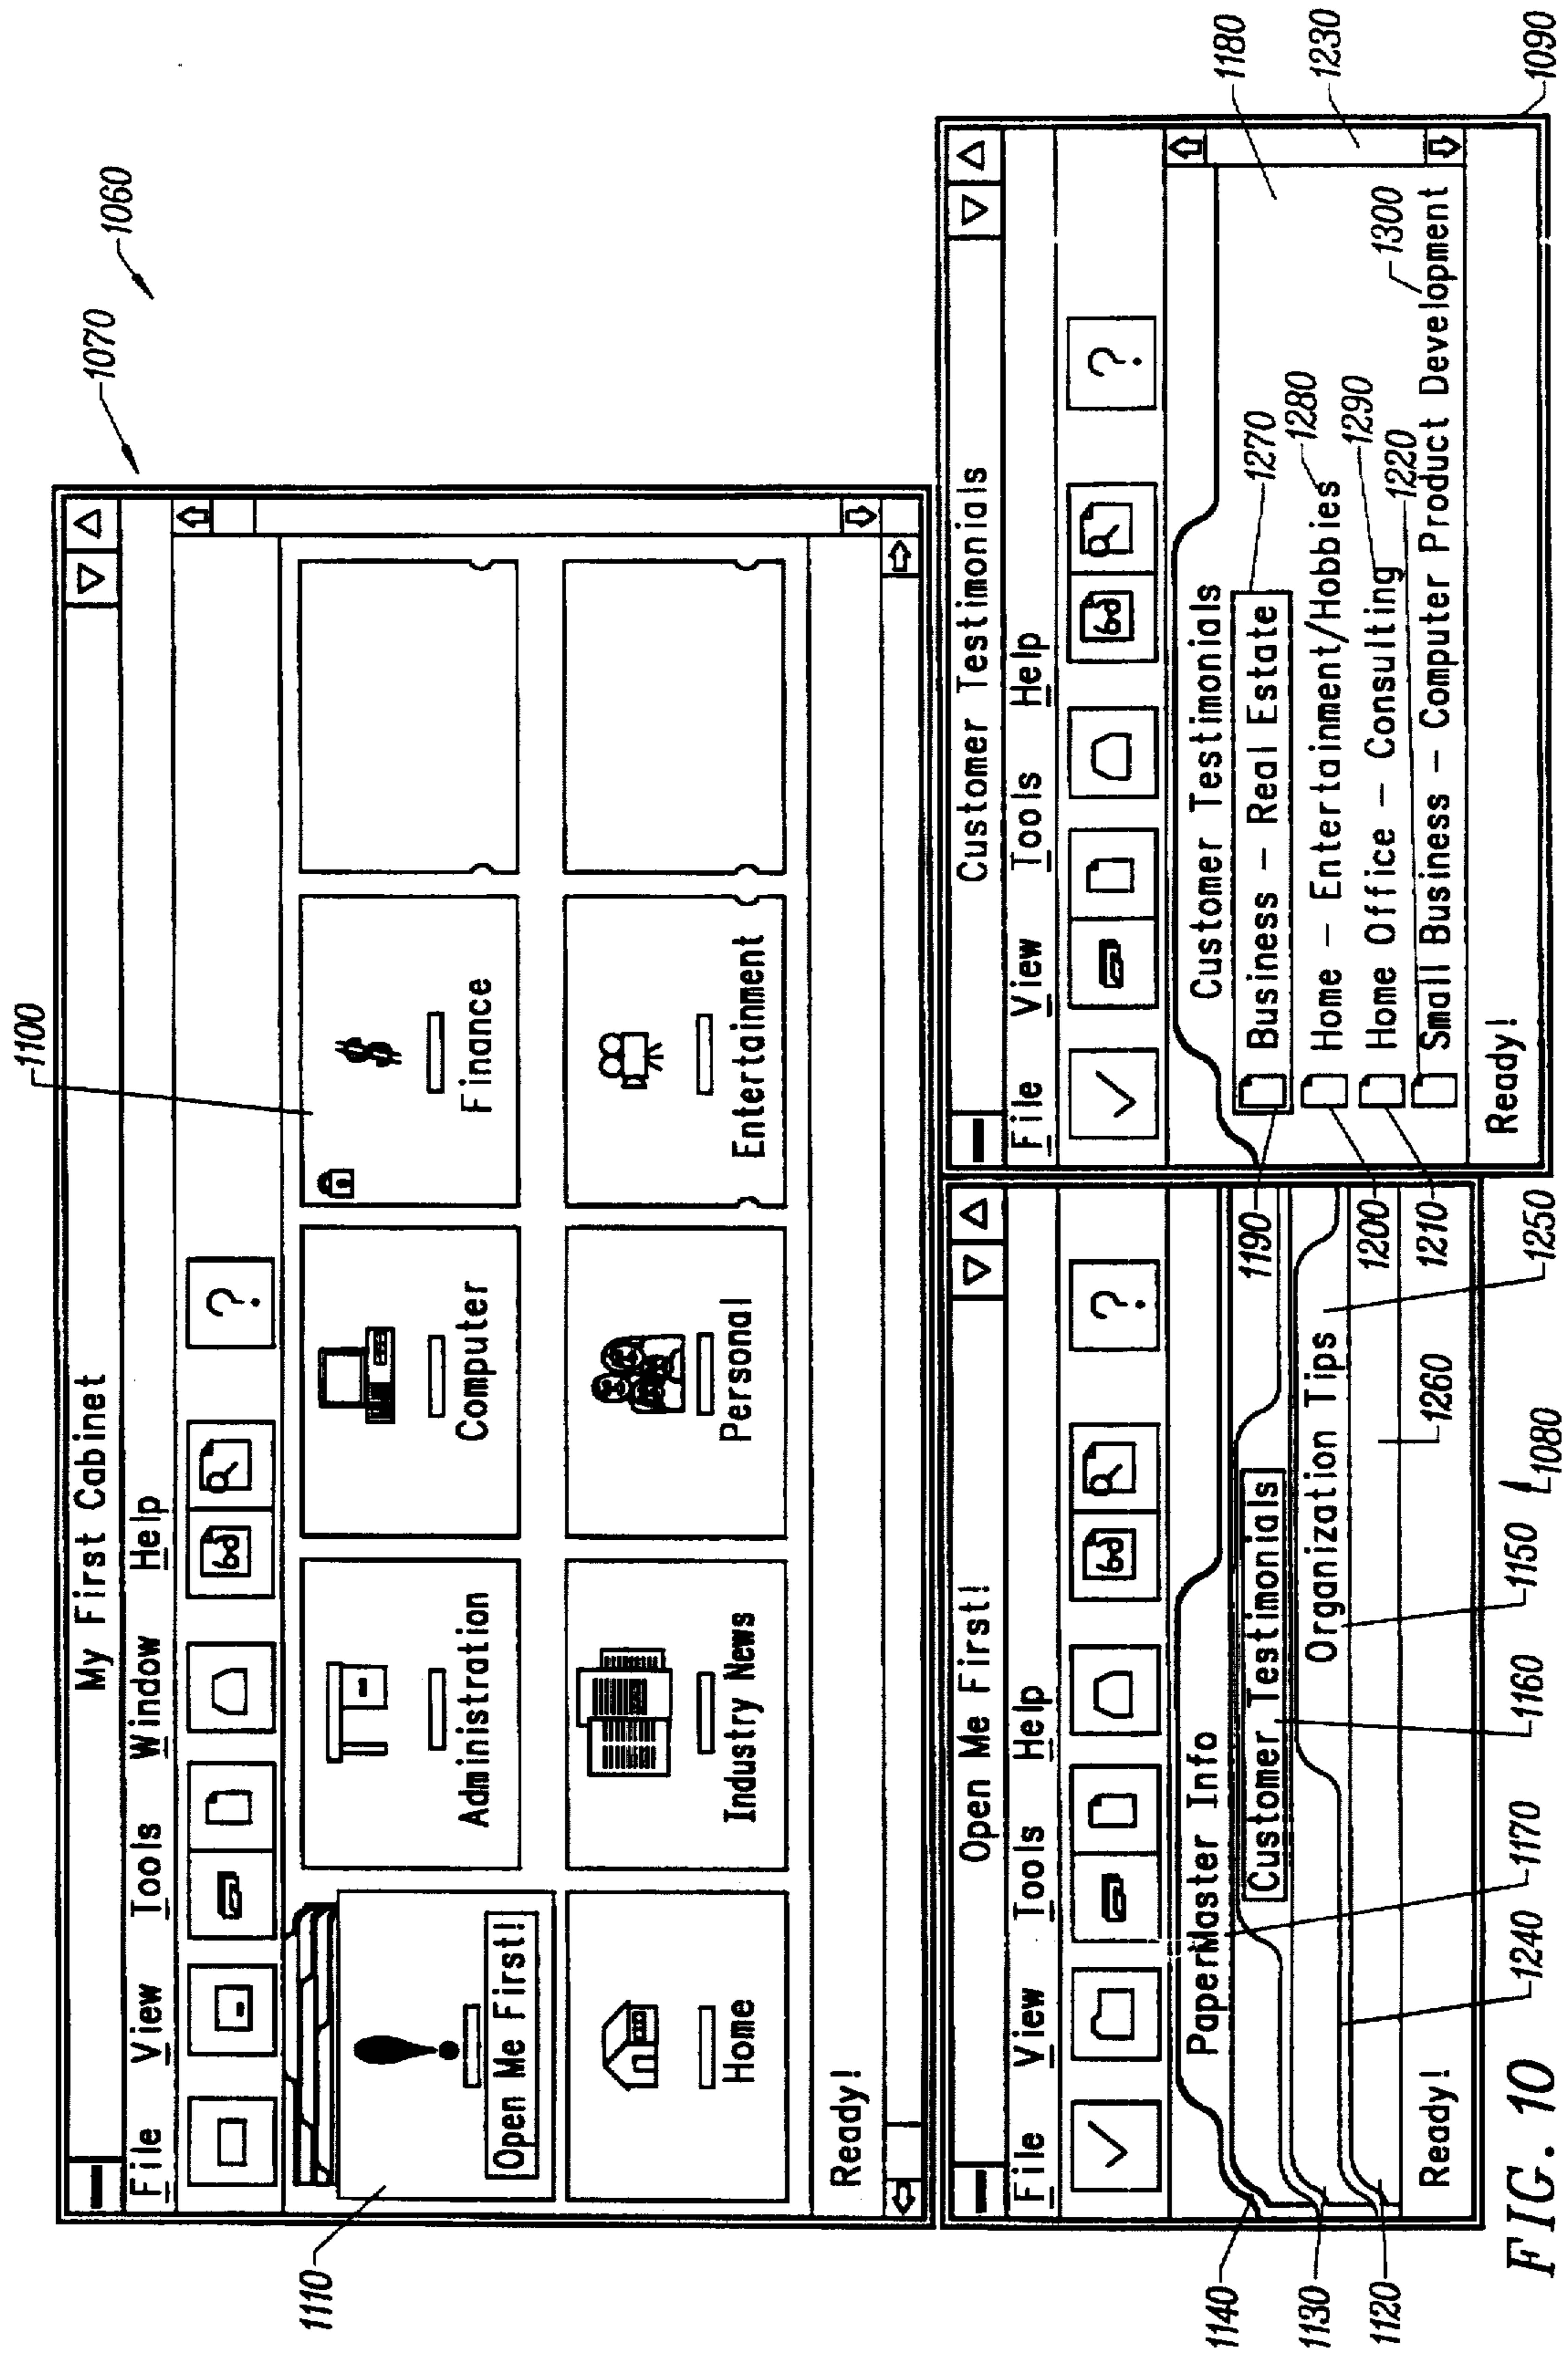 1060
1070
1100
My First Cabinet
File View Tools Window Help
?
1110
Open Me First!
Administration
Computer
$
Finance
Home
Industry News
Personal
Entertainment
Ready!
Open Me First!
File View Tools Help
?
1140
PaperMaster Info
Customer Testimonials
1130
Organization Tips
1120
Ready!
1240
1170
1160
1150
1260
1250
1080
Customer Testimonials
File View Tools Help
?
Customer Testimonials
1180
1190
Business - Real Estate
1270
1230
Home - Entertainment/Hobbies
1280
1200
Home Office - Consulting
1290
1210
1220
1300
Small Business - Computer Product Development
Ready!
1090
FIG. 10